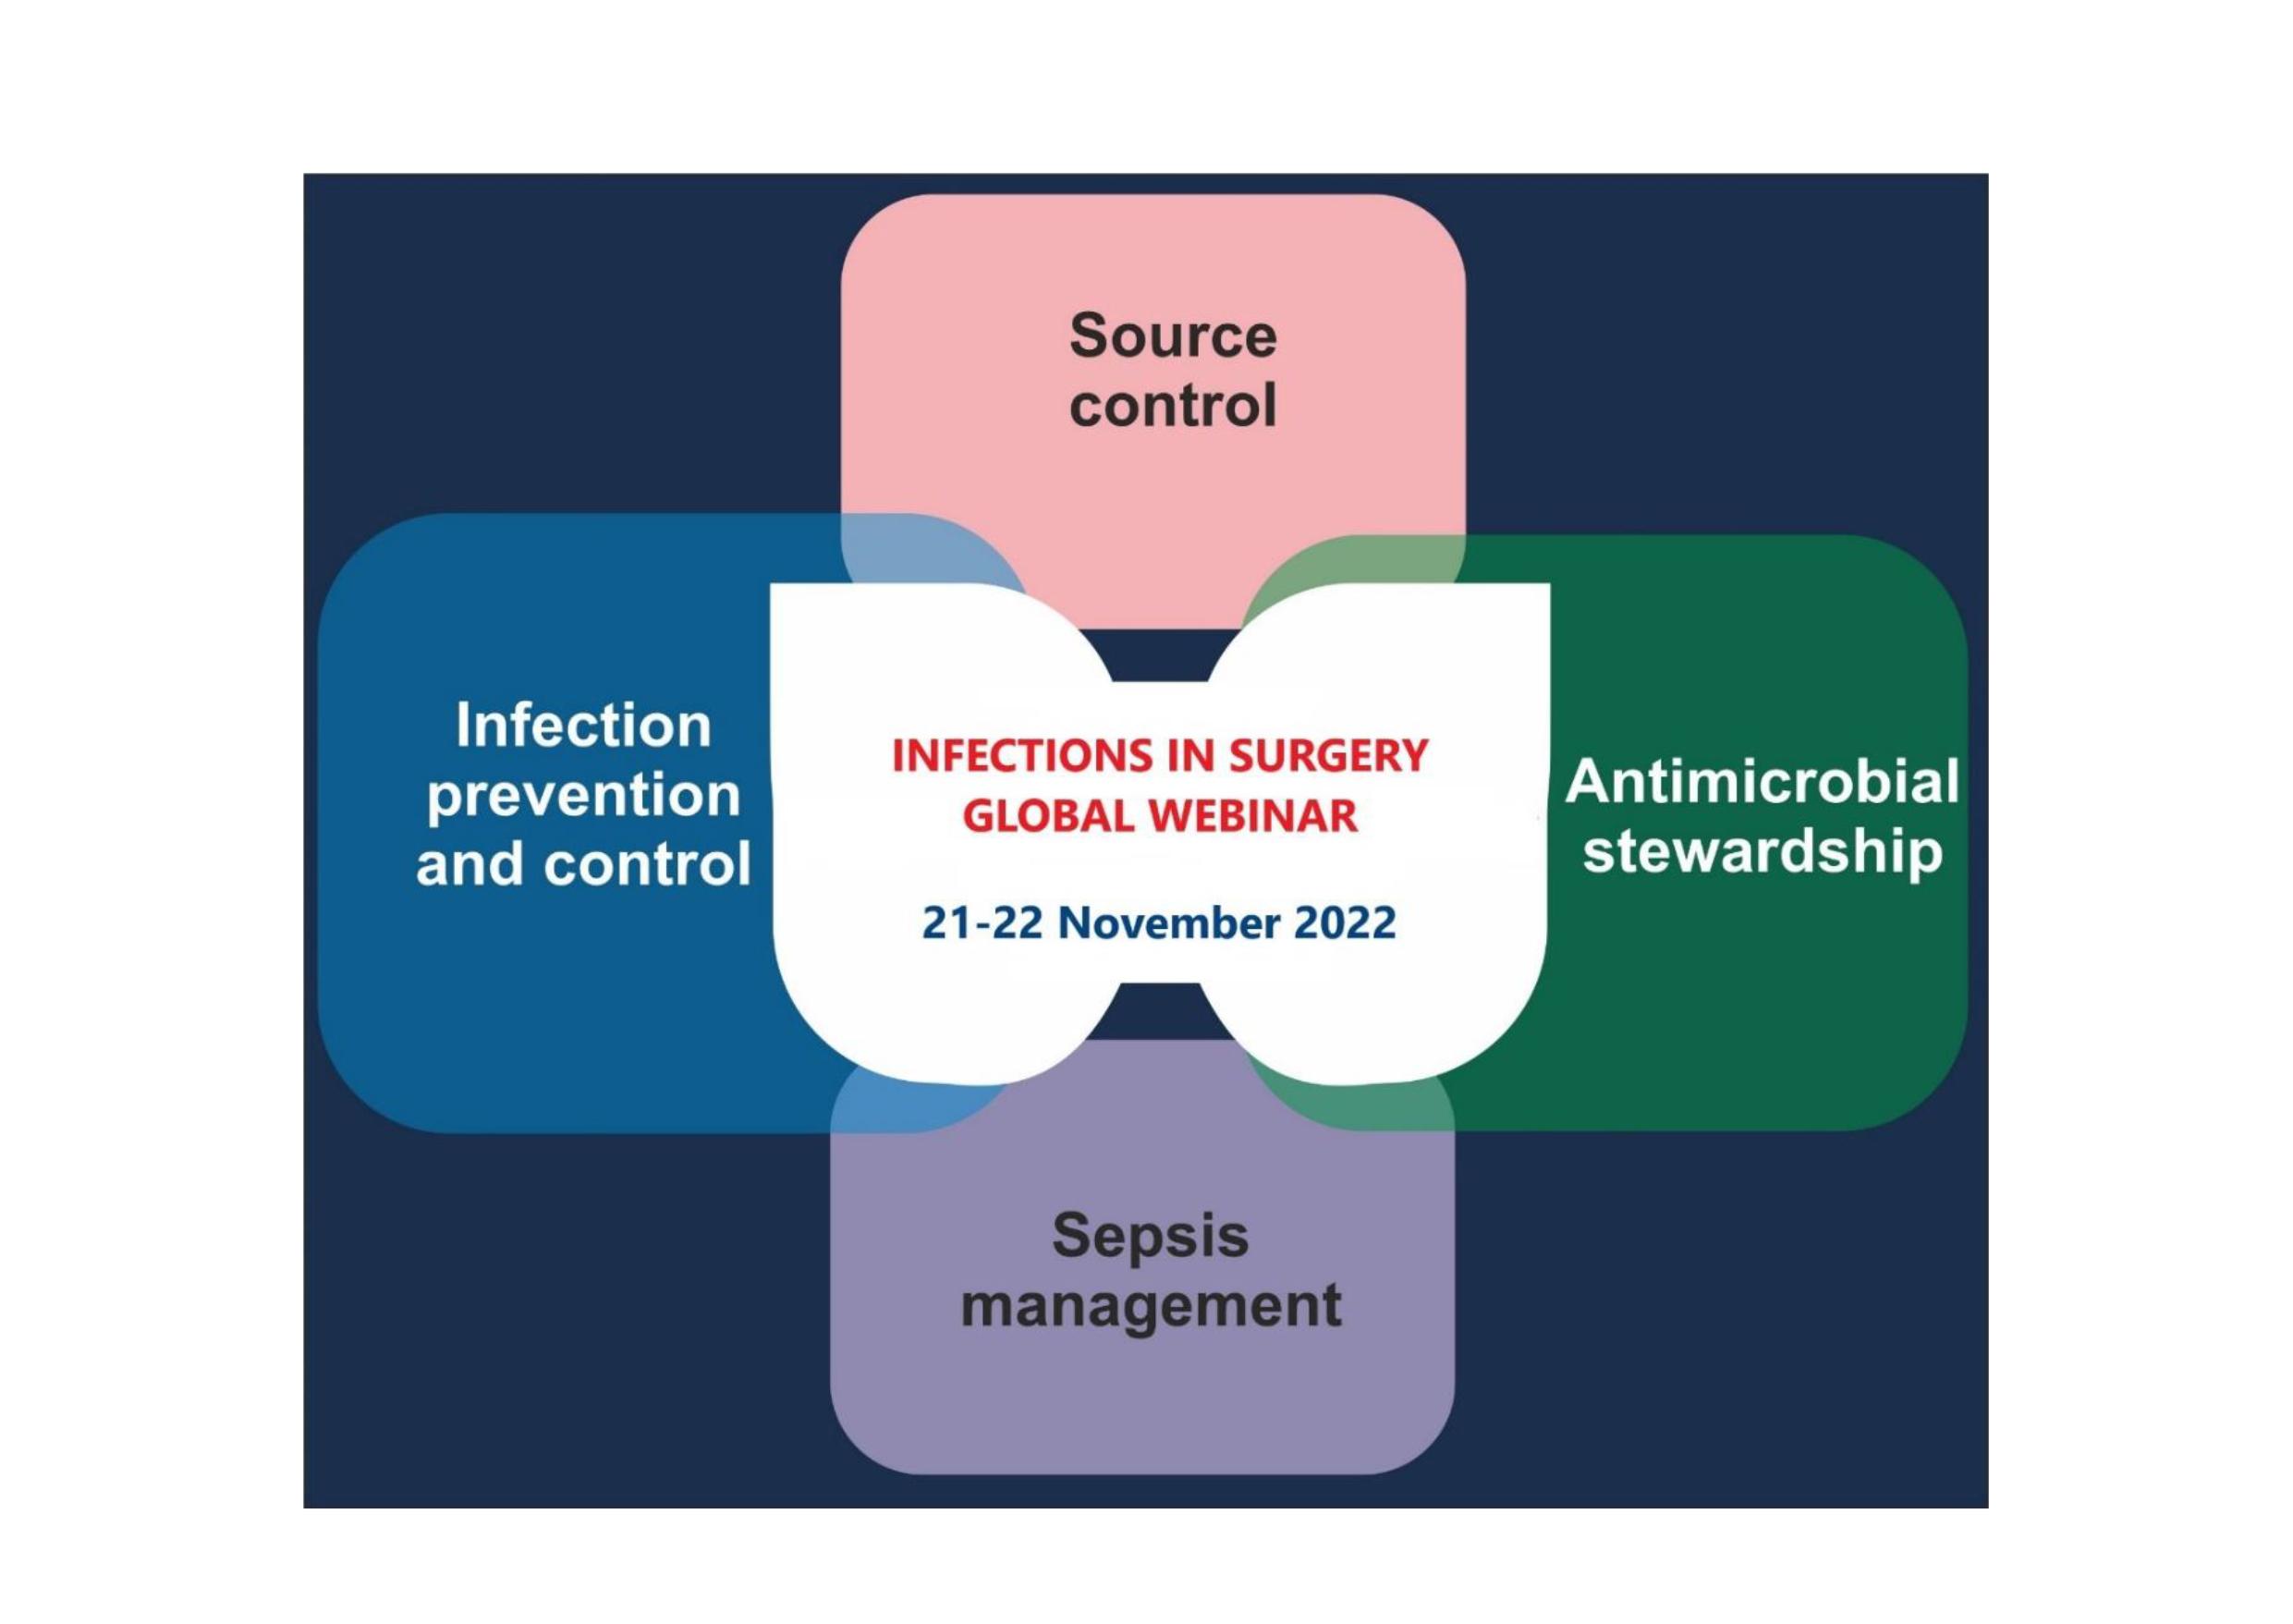 Source
control
Infection
prevention
and control
INFECTIONS IN SURGERY
GLOBAL WEBINAR
21-22 November 2022
Antimicrobial
stewardship
Sepsis
management